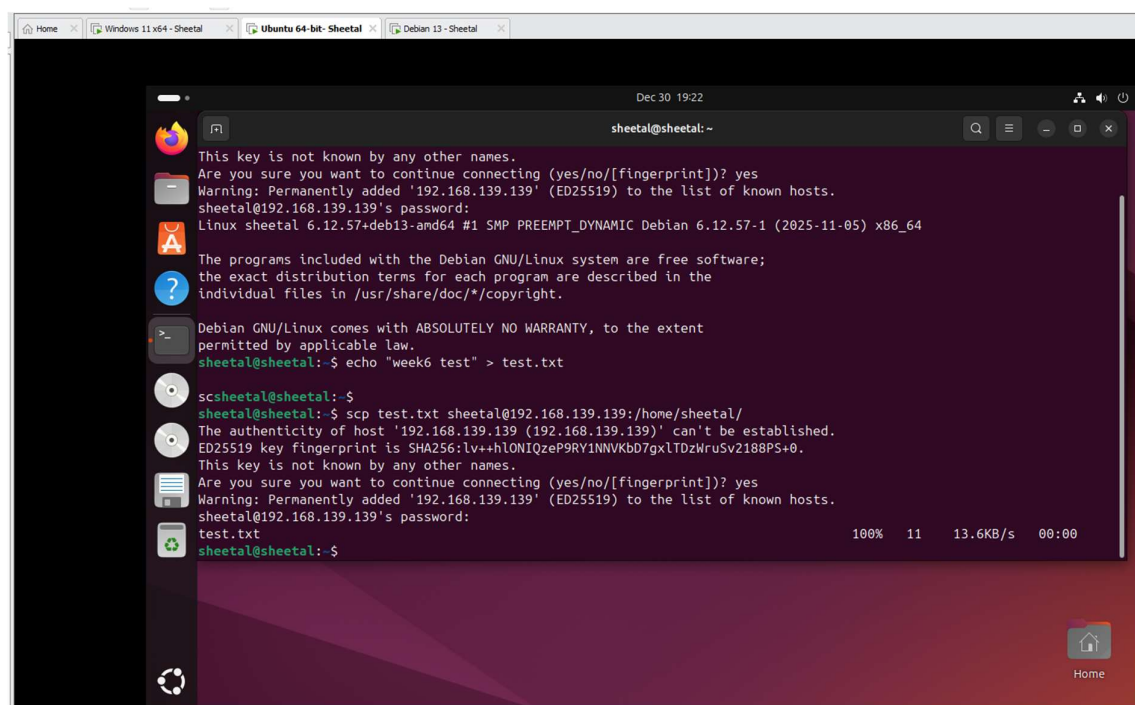 Home
Windows 11 x64 - Sheetal
Ubuntu 64-bit- Sheetal
Debian 13 - Sheetal
Dec 30 19:22
sheetal@sheetal: ~
This key is not known by any other names.
Are you sure you want to continue connecting (yes/no/[fingerprint])? yes
Warning: Permanently added '192.168.139.139' (ED25519) to the list of known hosts.
sheetal@192.168.139.139's password:
Linux sheetal 6.12.57+deb13-amd64 #1 SMP PREEMPT_DYNAMIC Debian 6.12.57-1 (2025-11-05) x86_64
The programs included with the Debian GNU/Linux system are free software;
the exact distribution terms for each program are described in the
individual files in /usr/share/doc/*/copyright.
Debian GNU/Linux comes with ABSOLUTELY NO WARRANTY, to the extent
permitted by applicable law.
sheetal@sheetal:~$ echo "week6 test" > test.txt
scsheetal@sheetal:~$
sheetal@sheetal:~$ scp test.txt sheetal@192.168.139.139:/home/sheetal/
The authenticity of host '192.168.139.139 (192.168.139.139)' can't be established.
ED25519 key fingerprint is SHA256:lv++hlONIQzeP9RY1NNVKbD7gxlTDzWruSv2188PS+0.
This key is not known by any other names.
Are you sure you want to continue connecting (yes/no/[fingerprint])? yes
Warning: Permanently added '192.168.139.139' (ED25519) to the list of known hosts.
sheetal@192.168.139.139's password:
test.txt 100% 11 13.6KB/s 00:00
sheetal@sheetal:~$
Home